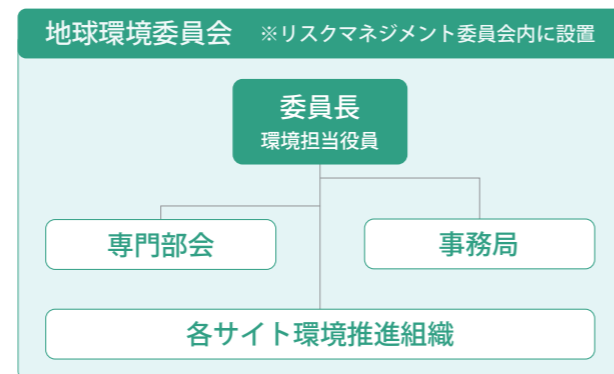 地球環境委員会 ※リスクマネジメント委員会内に設置
委員長
環境担当役員
専門部会
事務局
各サイト環境推進組織